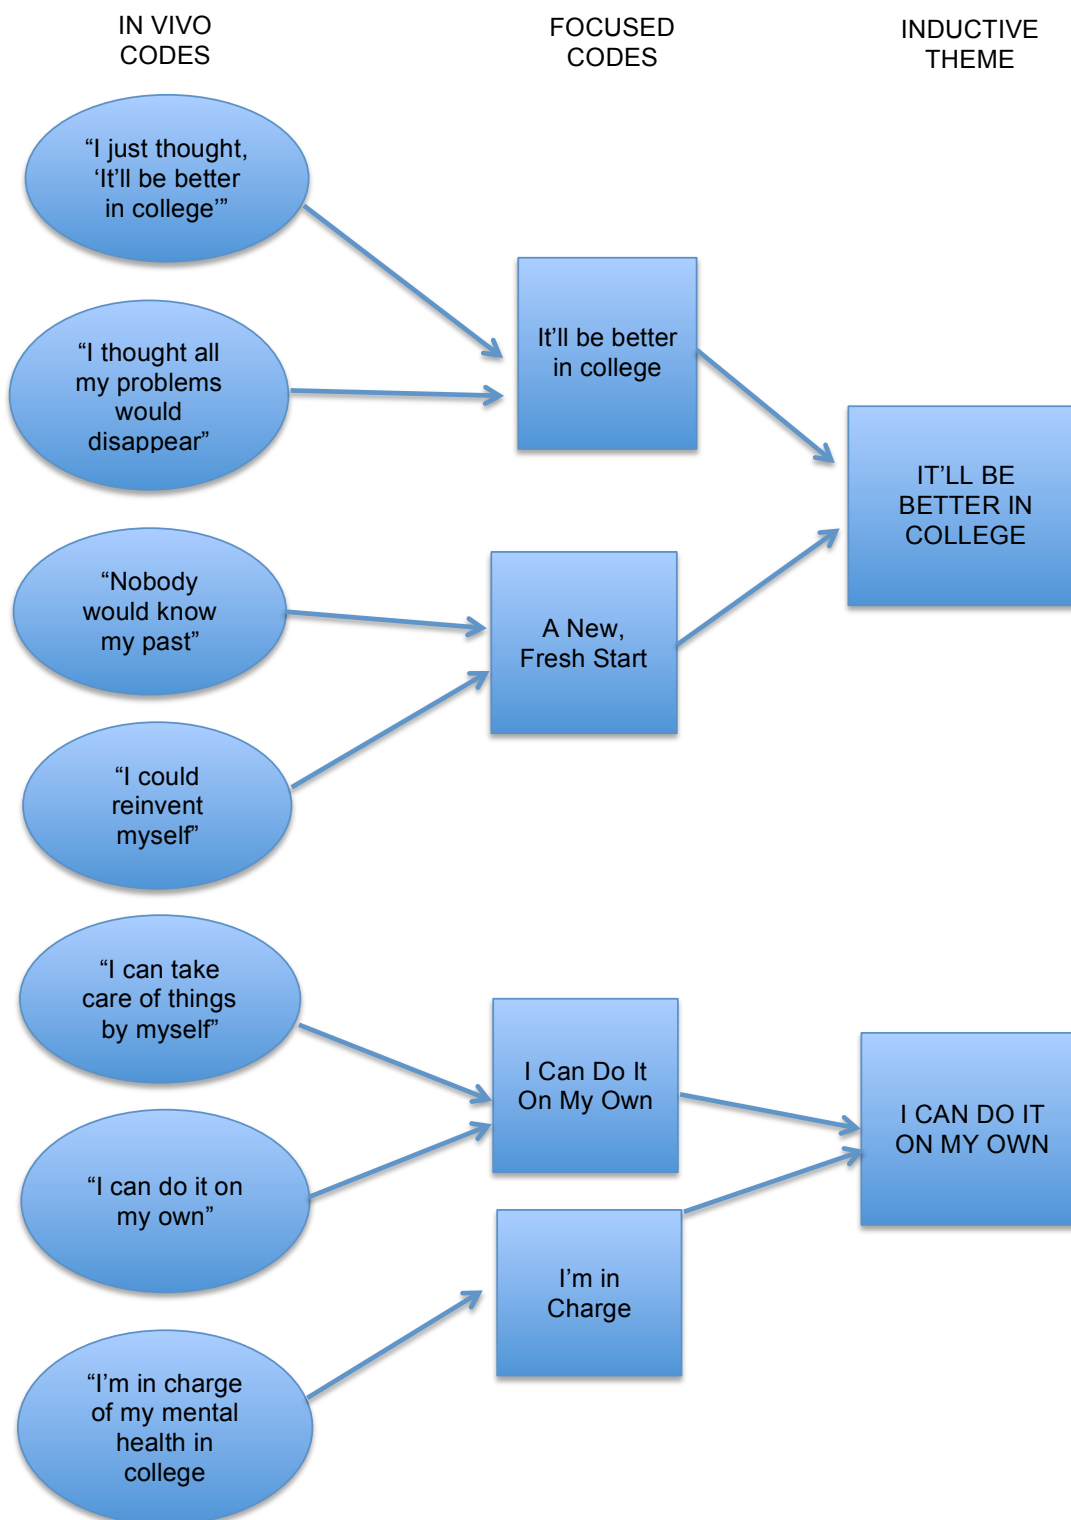 IN VIVO
CODES
FOCUSED
CODES
INDUCTIVE
THEME
“I just thought,
‘It’ll be better
in college’”
“I thought all
my problems
would
disappear”
“Nobody
would know
my past”
“I could
reinvent
myself”
“I can take
care of things
by myself”
“I can do it on
my own”
“I’m in charge
of my mental
health in
college
It’ll be better
in college
A New,
Fresh Start
I Can Do It
On My Own
I’m in
Charge
IT’LL BE
BETTER IN
COLLEGE
I CAN DO IT
ON MY OWN